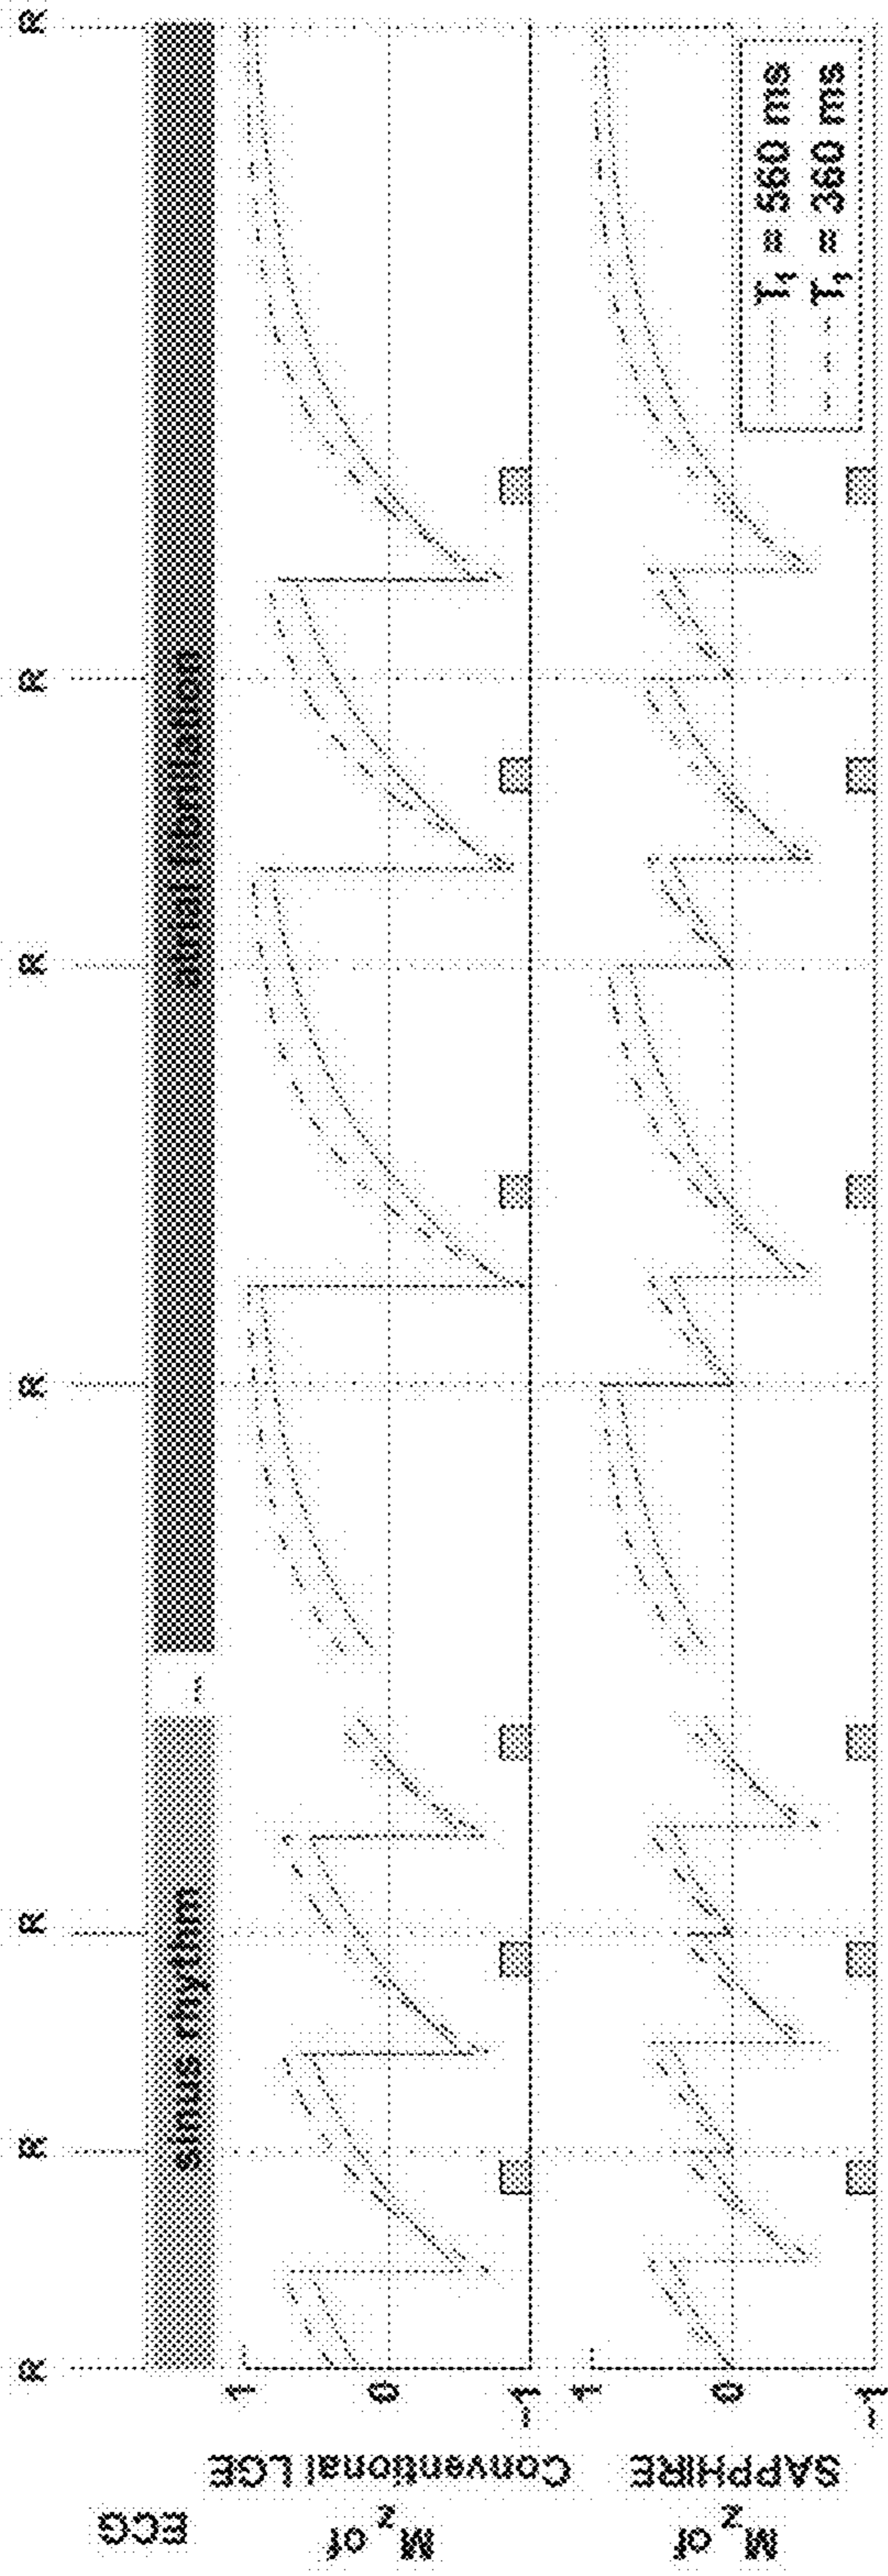 R R R R R R R
ECG
sinus rhythm
...
atrial fibrillation
M_z of
Conventional LGE
1
0
-1
M_z of
SAPPHIRE
1
0
-1
T₁ = 560 ms
T₁ = 360 ms